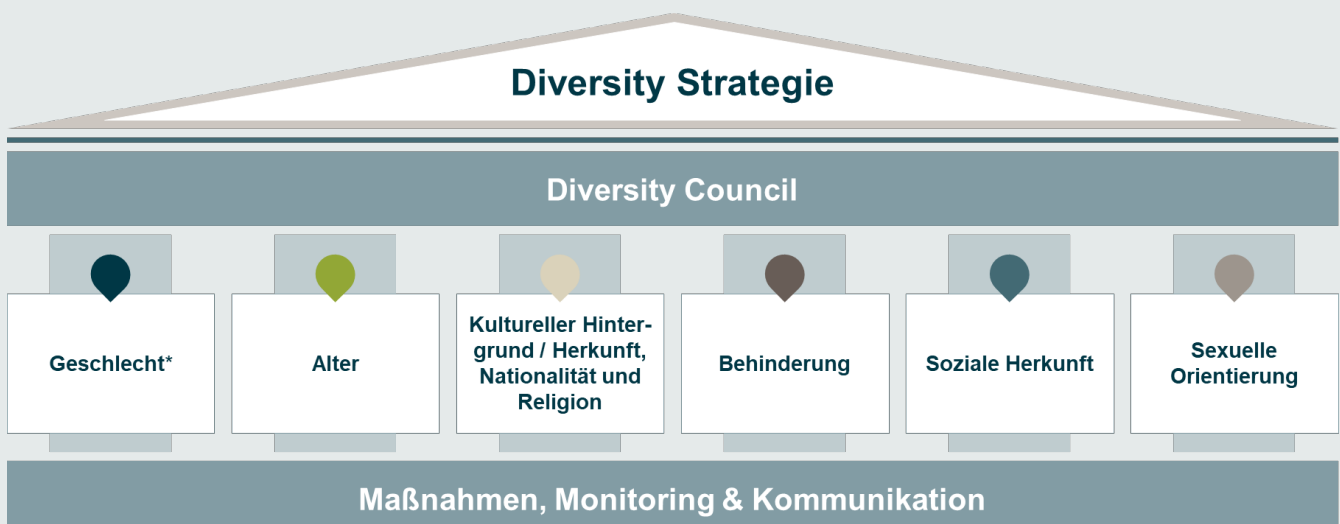 Diversity Strategie
Diversity Council
Geschlecht*
Alter
Kultureller Hinter-
grund / Herkunft,
Nationalität und
Religion
Behinderung
Soziale Herkunft
Sexuelle
Orientierung
Maßnahmen, Monitoring & Kommunikation